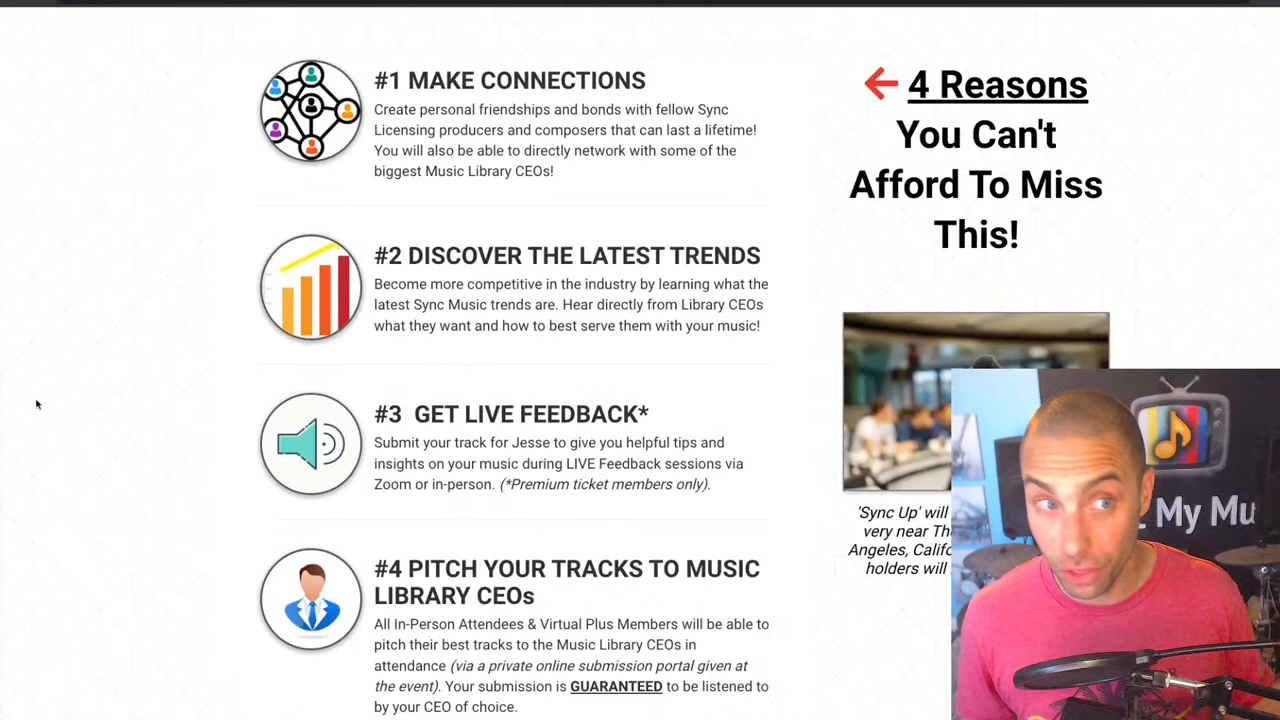 #1 MAKE CONNECTIONS
Create personal friendships and bonds with fellow Sync
Licensing producers and composers that can last a lifetime!
You will also be able to directly network with some of the
biggest Music Library CEOs!
#2 DISCOVER THE LATEST TRENDS
Become more competitive in the industry by learning what the
latest Sync Music trends are. Hear directly from Library CEOs
what they want and how to best serve them with your music!
#3 GET LIVE FEEDBACK*
Submit your track for Jesse to give you helpful tips and
insights on your music during LIVE Feedback sessions via
Zoom or in-person. (*Premium ticket members only).
#4 PITCH YOUR TRACKS TO MUSIC
LIBRARY CEOs
All In-Person Attendees & Virtual Plus Members will be able to
pitch their best tracks to the Music Library CEOs in
attendance (via a private online submission portal given at
the event). Your submission is GUARANTEED to be listened to
by your CEO of choice.
4 Reasons
You Can't
Afford To Miss
This!
'Sync Up' will
very near
Angeles,
holders will
My